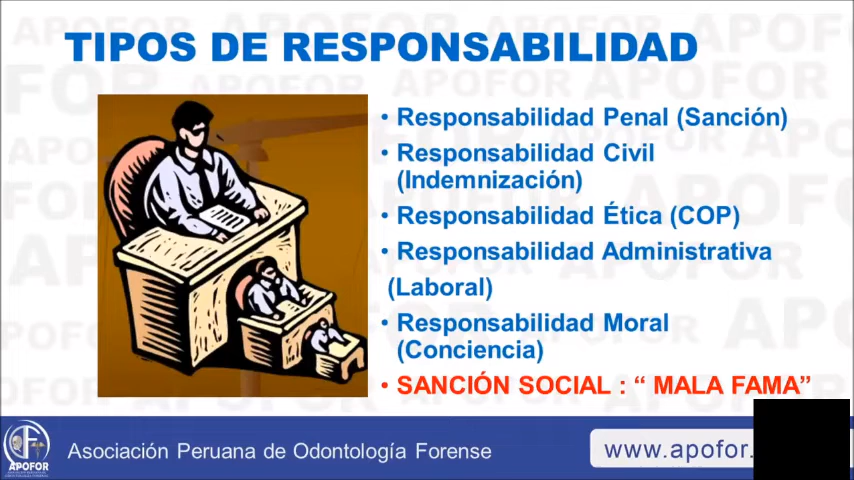 TIPOS DE RESPONSABILIDAD
• Responsabilidad Penal (Sanción)
• Responsabilidad Civil
(Indemnización)
• Responsabilidad Ética (COP)
• Responsabilidad Administrativa
(Laboral)
• Responsabilidad Moral
(Conciencia)
• SANCIÓN SOCIAL : “ MALA FAMA”
APOFOR
Asociación Peruana de Odontología Forense
www.apofor.